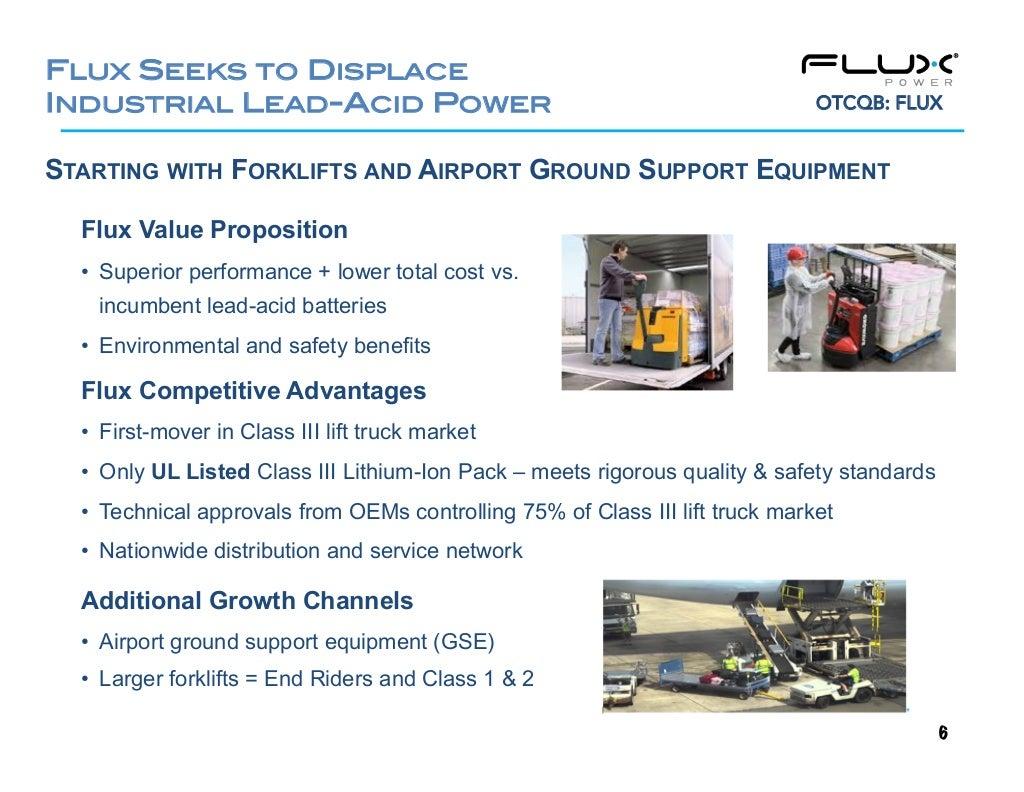 Flux Seeks to Displace
Industrial Lead-Acid Power
FLUX®
POWER
OTCQB: FLUX
Starting with Forklifts and Airport Ground Support Equipment
Flux Value Proposition
• Superior performance + lower total cost vs.
incumbent lead-acid batteries
• Environmental and safety benefits
Flux Competitive Advantages
• First-mover in Class III lift truck market
• Only UL Listed Class III Lithium-Ion Pack – meets rigorous quality & safety standards
• Technical approvals from OEMs controlling 75% of Class III lift truck market
• Nationwide distribution and service network
Additional Growth Channels
• Airport ground support equipment (GSE)
• Larger forklifts = End Riders and Class 1 & 2
6